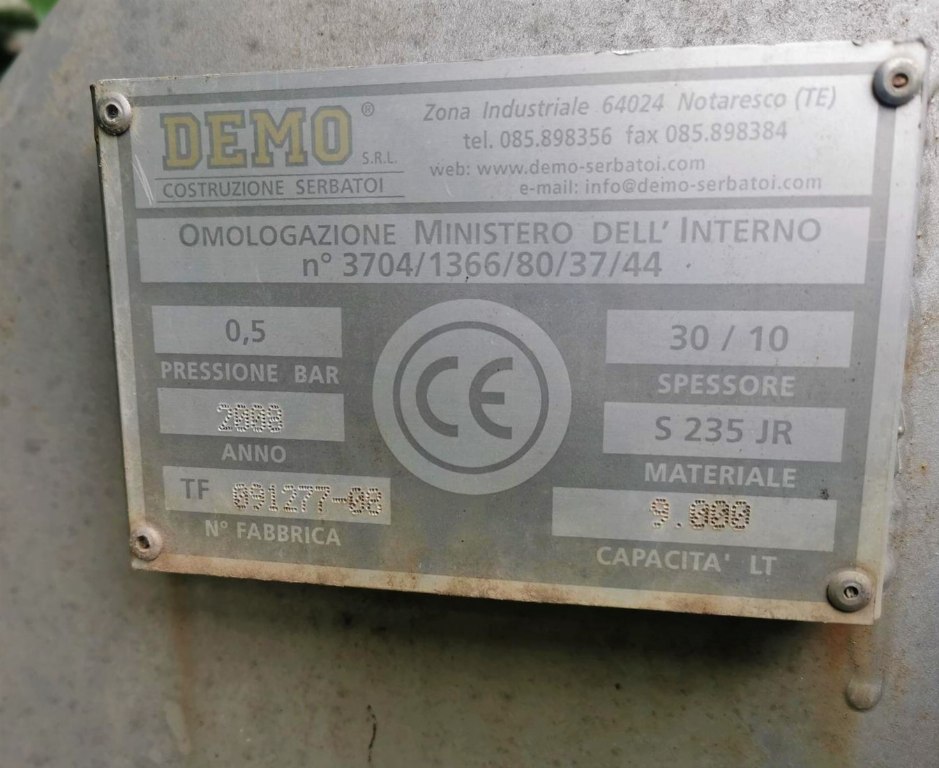 DEMO® S.R.L.
COSTRUZIONE SERBATOI
Zona Industriale 64024 Notaresco (TE)
tel. 085.898356 fax 085.898384
web: www.demo-serbatoi.com
e-mail: info@demo-serbatoi.com
OMOLOGAZIONE MINISTERO DELL' INTERNO
n° 3704/1366/80/37/44
0,5
PRESSIONE BAR
2008
ANNO
TF 091277-08
N° FABBRICA
CE
30 / 10
SPESSORE
S 235 JR
MATERIALE
9.000
CAPACITA' LT